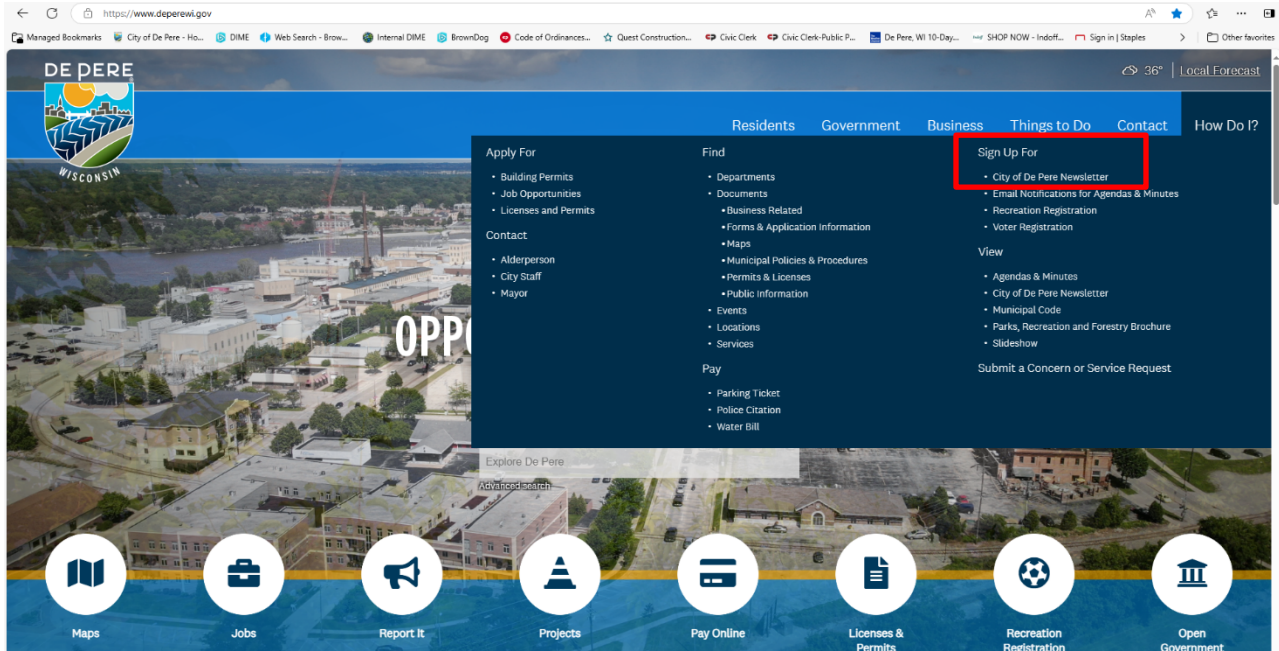 https://www.deperewi.gov
Managed Bookmarks City of De Pere - Ho... DIME Web Search - Brow... Internal DIME BrownDog Code of Ordinances... Quest Construction... Civic Clerk Civic Clerk-Public P... De Pere, WI 10-Day... SHOP NOW - Indoff... Sign in | Staples Other favorites
DE PERE
WISCONSIN
36° | Local Forecast
Residents Government Business Things to Do Contact How Do I?
Apply For
• Building Permits
• Job Opportunities
• Licenses and Permits
Contact
• Alderperson
• City Staff
• Mayor
Find
• Departments
• Documents
• Business Related
• Forms & Application Information
• Maps
• Municipal Policies & Procedures
• Permits & Licenses
• Public Information
• Events
• Locations
• Services
Pay
• Parking Ticket
• Police Citation
• Water Bill
Sign Up For
• City of De Pere Newsletter
• Email Notifications for Agendas & Minutes
• Recreation Registration
• Voter Registration
View
• Agendas & Minutes
• City of De Pere Newsletter
• Municipal Code
• Parks, Recreation and Forestry Brochure
• Slideshow
Submit a Concern or Service Request
OPPO
Explore De Pere
Advanced search
Maps
Jobs
Report It
Projects
Pay Online
Licenses &
Permits
Recreation
Registration
Open
Government